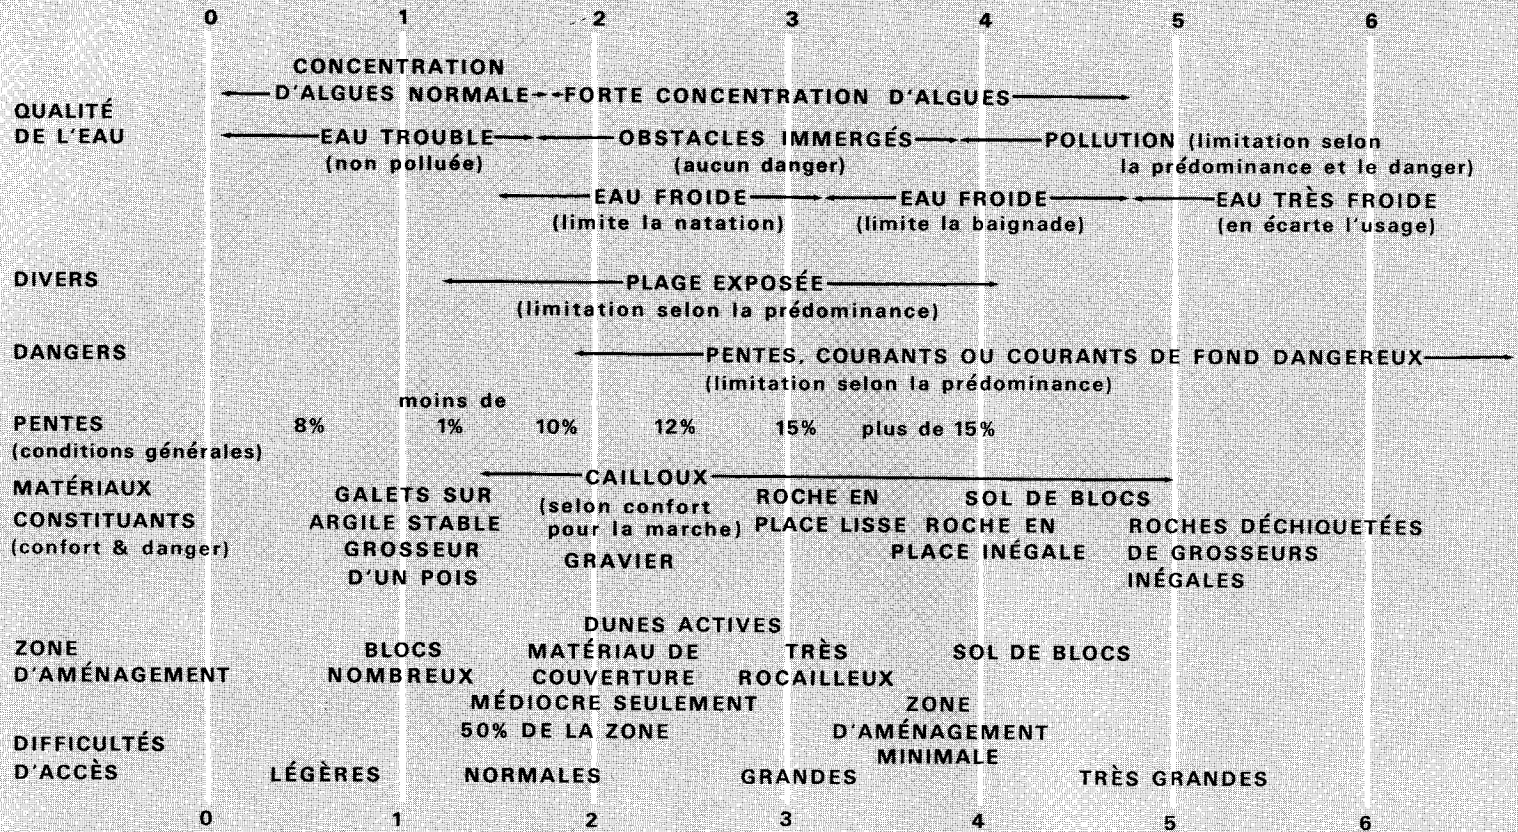 0 1 2 3 4 5 6
CONCENTRATION
D'ALGUES NORMALE FORTE CONCENTRATION D'ALGUES
QUALITÉ
DE L'EAU EAU TROUBLE OBSTACLES IMMERGÉS POLLUTION (limitation selon
(non polluée) (aucun danger) la prédominance et le danger)
EAU FROIDE EAU FROIDE EAU TRÈS FROIDE
(limite la natation) (limite la baignade) (en écarte l'usage)
DIVERS PLAGE EXPOSÉE
(limitation selon la prédominance)
DANGERS PENTES, COURANTS OU COURANTS DE FOND DANGEREUX
(limitation selon la prédominance)
moins de
PENTES 8% 1% 10% 12% 15% plus de 15%
(conditions générales)
CAILLOUX
MATÉRIAUX GALETS SUR (selon confort ROCHE EN SOL DE BLOCS
CONSTITUANTS ARGILE STABLE pour la marche) PLACE LISSE ROCHE EN ROCHES DÉCHIQUETÉES
(confort & danger) GROSSEUR GRAVIER PLACE INÉGALE DE GROSSEURS
D'UN POIS INÉGALES
DUNES ACTIVES
ZONE BLOCS MATÉRIAU DE TRÈS SOL DE BLOCS
D'AMÉNAGEMENT NOMBREUX COUVERTURE ROCAILLEUX
MÉDIOCRE SEULEMENT ZONE
50% DE LA ZONE D'AMÉNAGEMENT
DIFFICULTÉS MINIMALE
D'ACCÈS LÉGÈRES NORMALES GRANDES TRÈS GRANDES
0 1 2 3 4 5 6